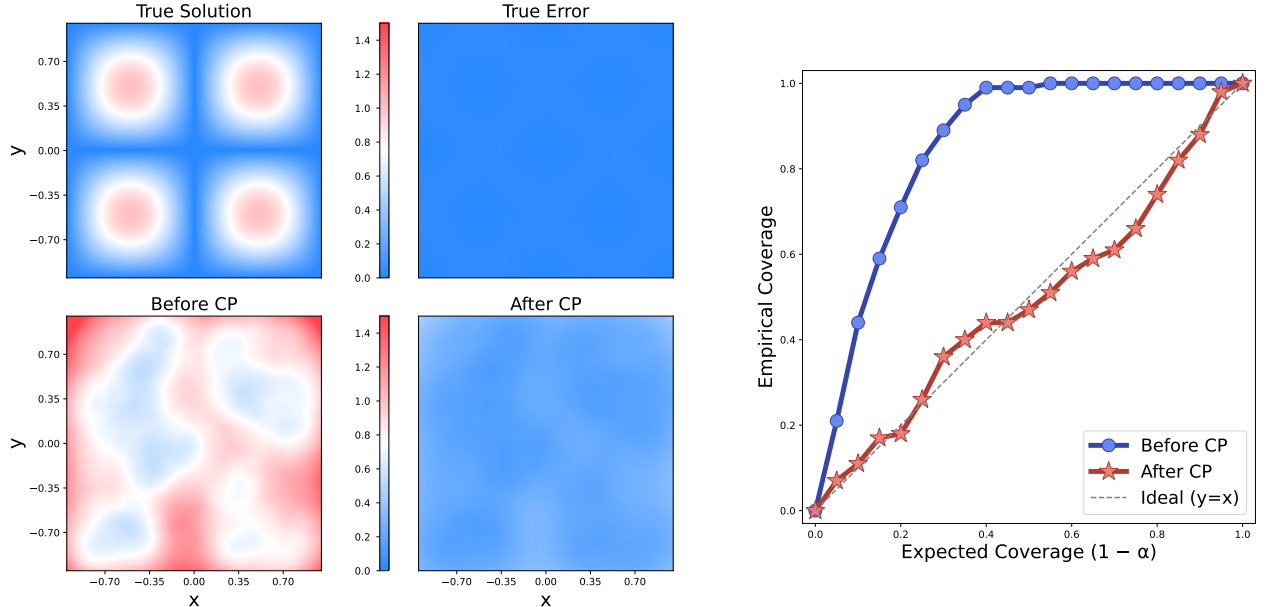 True Solution
True Error
0.70
0.35
0.00
−0.35
−0.70
y
1.4
1.2
1.0
0.8
0.6
0.4
0.2
0.0
Before CP
After CP
0.70
0.35
0.00
−0.35
−0.70
y
1.4
1.2
1.0
0.8
0.6
0.4
0.2
0.0
−0.70 −0.35 0.00 0.35 0.70
x
−0.70 −0.35 0.00 0.35 0.70
x
Empirical Coverage
1.0
0.8
0.6
0.4
0.2
0.0
Before CP
After CP
Ideal (y=x)
0.0 0.2 0.4 0.6 0.8 1.0
Expected Coverage (1 − α)